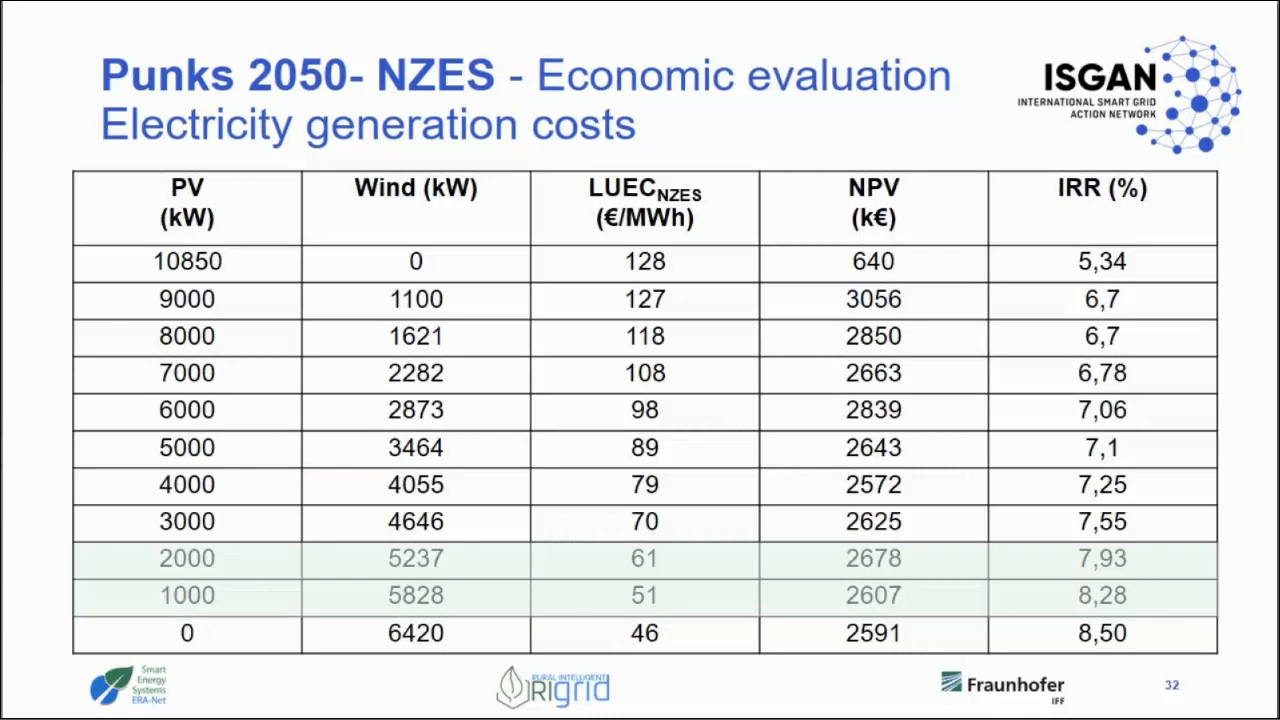 Punks 2050- NZES - Economic evaluation
Electricity generation costs
ISGAN
INTERNATIONAL SMART GRID
ACTION NETWORK
PV (kW) Wind (kW) LUECNZES (€/MWh) NPV (k€) IRR (%)
10850 0 128 640 5,34
9000 1100 127 3056 6,7
8000 1621 118 2850 6,7
7000 2282 108 2663 6,78
6000 2873 98 2839 7,06
5000 3464 89 2643 7,1
4000 4055 79 2572 7,25
3000 4646 70 2625 7,55
2000 5237 61 2678 7,93
1000 5828 51 2607 8,28
0 6420 46 2591 8,50
Smart
Energy
Systems
ERA-Net
RURAL INTELLIGENT
RIgrid
Fraunhofer
IFF
32